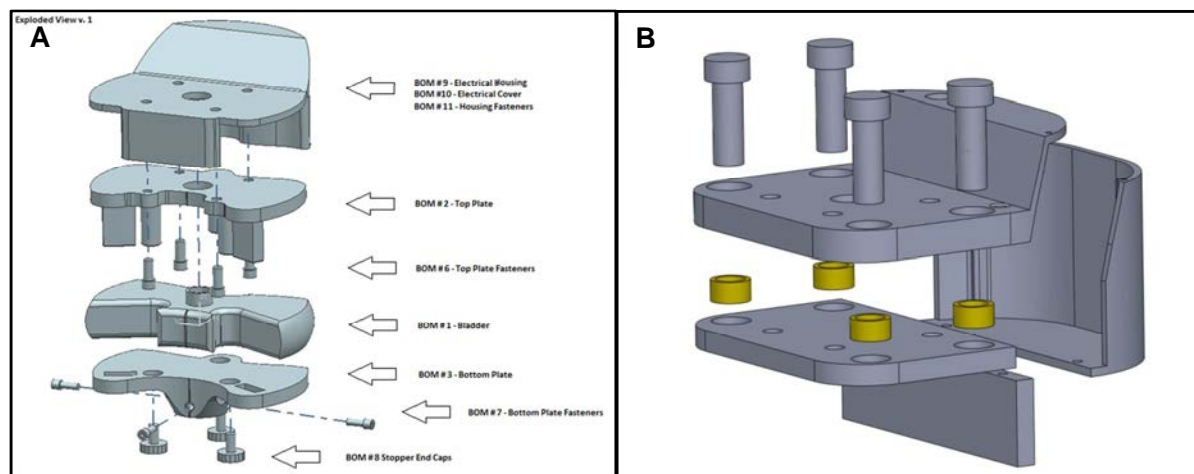 Exploded View v. 1
A
BOM #9 - Electrical Housing
BOM #10 - Electrical Cover
BOM #11 - Housing Fasteners
BOM #2 - Top Plate
BOM #6 - Top Plate Fasteners
BOM #1 - Bladder
BOM #3 - Bottom Plate
BOM #7 - Bottom Plate Fasteners
BOM #8 Stopper End Caps
B